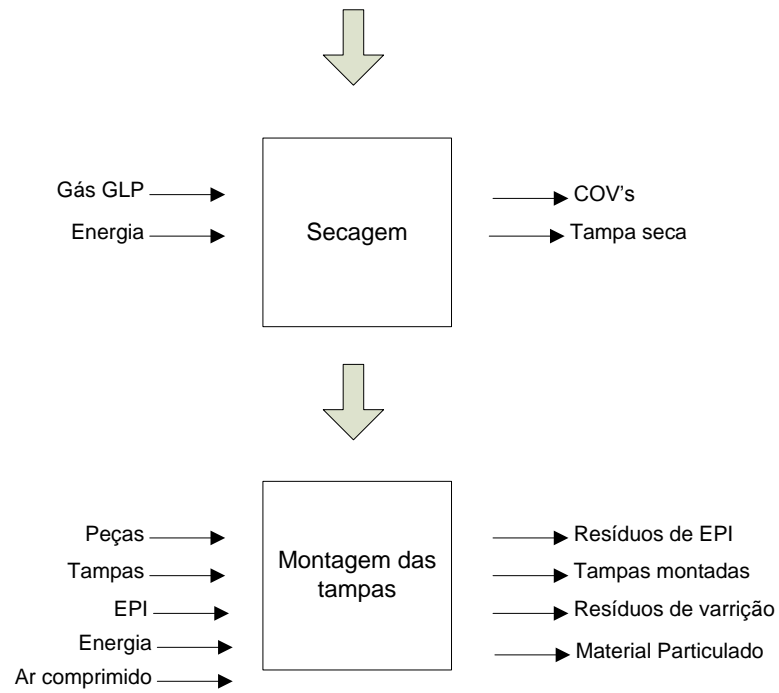 Gás GLP
Energia
Secagem
COV's
Tampa seca
Peças
Tampas
EPI
Energia
Ar comprimido
Montagem das
tampas
Resíduos de EPI
Tampas montadas
Resíduos de varrição
Material Particulado